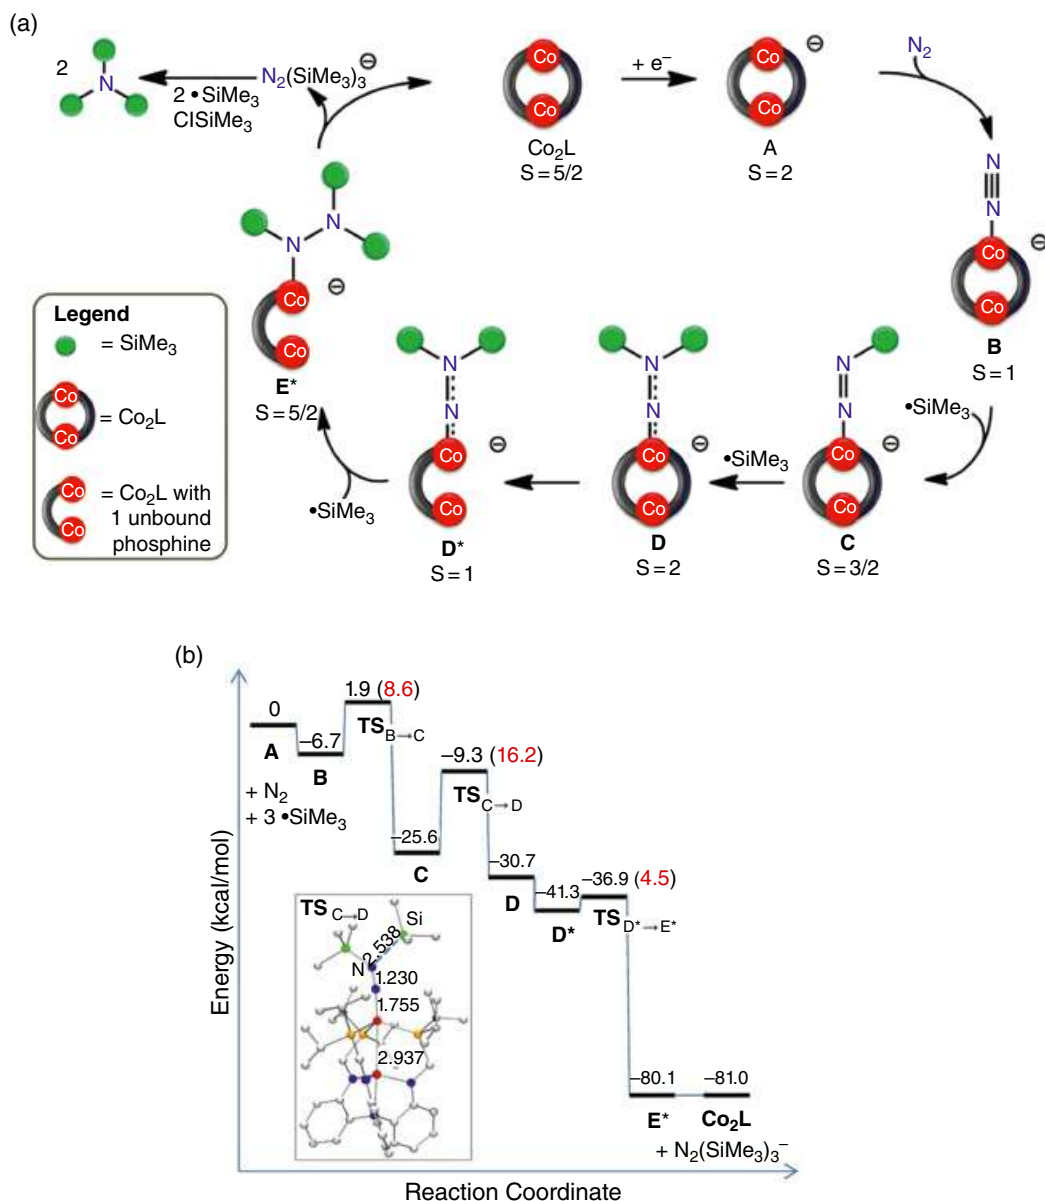 (a)
2
N
N₂(SiMe₃)₃
⊖
2 •SiMe₃
ClSiMe₃
Co
Co
Co₂L
S = 5/2
+ e⁻
Co
Co
⊖
A
S = 2
N₂
N
N
Co
Co
⊖
B
S = 1
•SiMe₃
N
N
Co
Co
⊖
C
S = 3/2
•SiMe₃
N
N
Co
Co
⊖
D
S = 2
N
N
Co
Co
⊖
D*
S = 1
•SiMe₃
N
N
Co
Co
⊖
E*
S = 5/2
Legend
= SiMe₃
Co
Co
= Co₂L
Co
Co
= Co₂L with
1 unbound
phosphine
(b)
Energy (kcal/mol)
0
A
+ N₂
+ 3 •SiMe₃
−6.7
B
1.9 (8.6)
TS B→C
−25.6
C
−9.3 (16.2)
TS C→D
−30.7
D
−41.3
D*
−36.9 (4.5)
TS D*→E*
−80.1
E*
−81.0
Co₂L
+ N₂(SiMe₃)₃⁻
TS C→D
Si
2.538
N
1.230
1.755
2.937
Reaction Coordinate